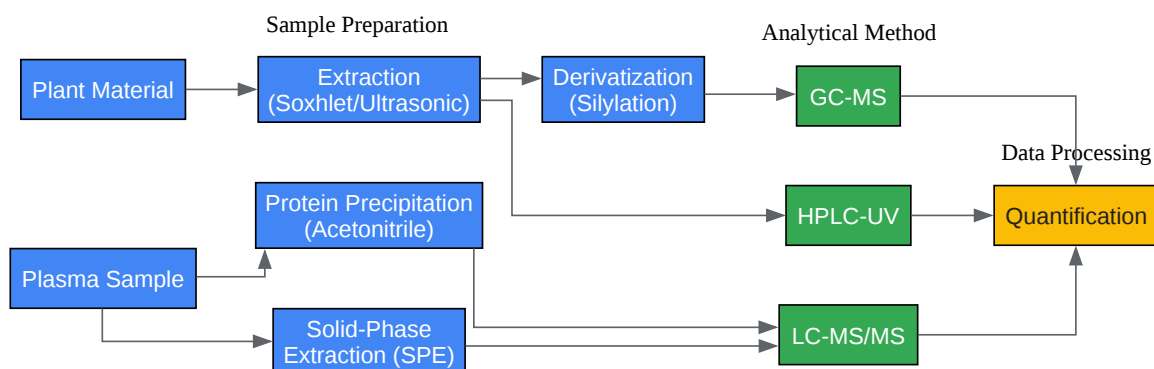 Sample Preparation
Analytical Method
Plant Material
Extraction
(Soxhlet/Ultrasonic)
Derivatization
(Silylation)
GC-MS
Data Processing
Protein Precipitation
(Acetonitrile)
HPLC-UV
Quantification
Plasma Sample
Solid-Phase
Extraction (SPE)
LC-MS/MS